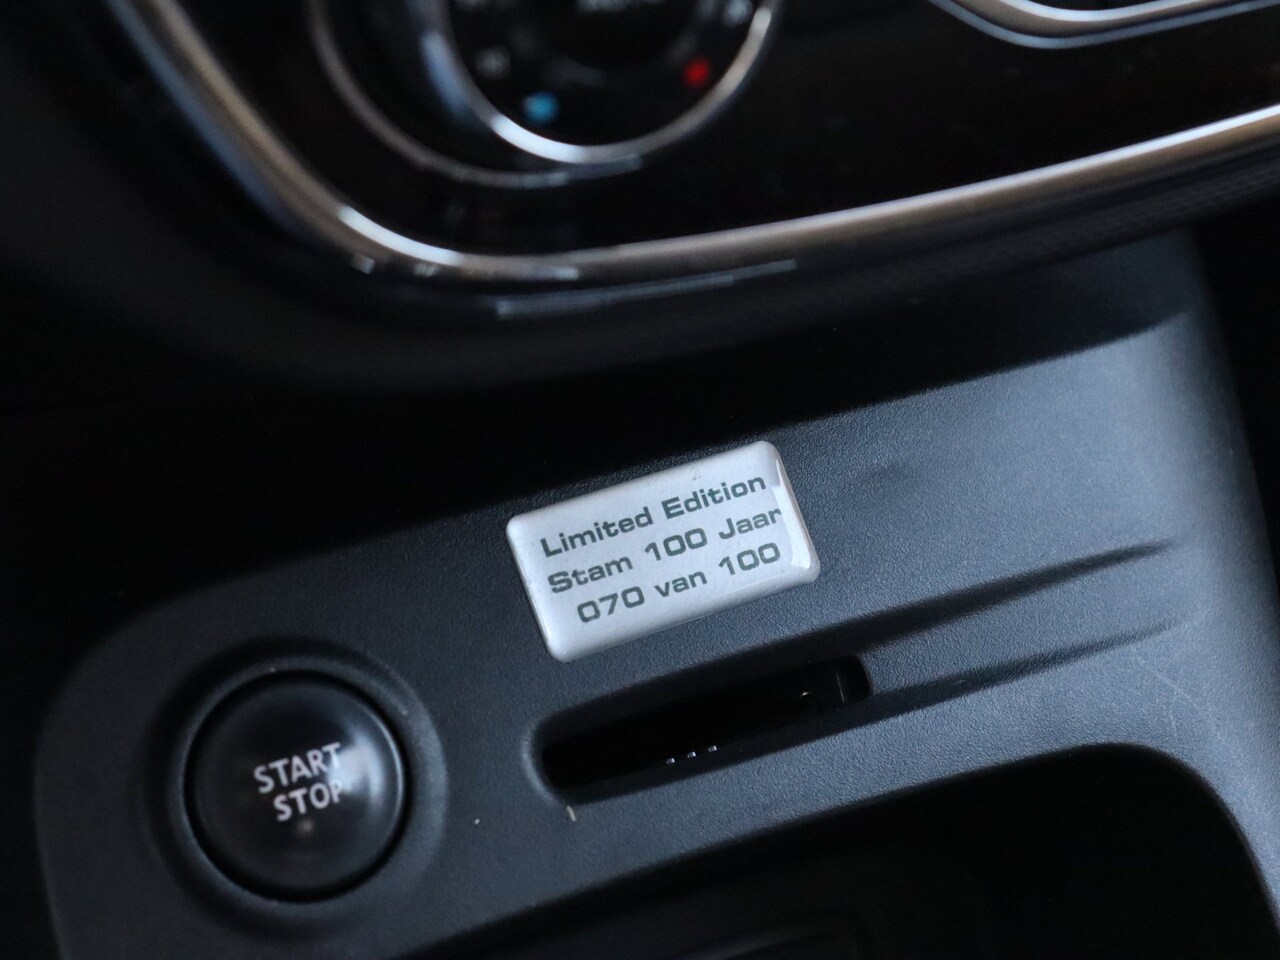 Limited Edition
Stam 100 Jaar
070 van 100
START
STOP